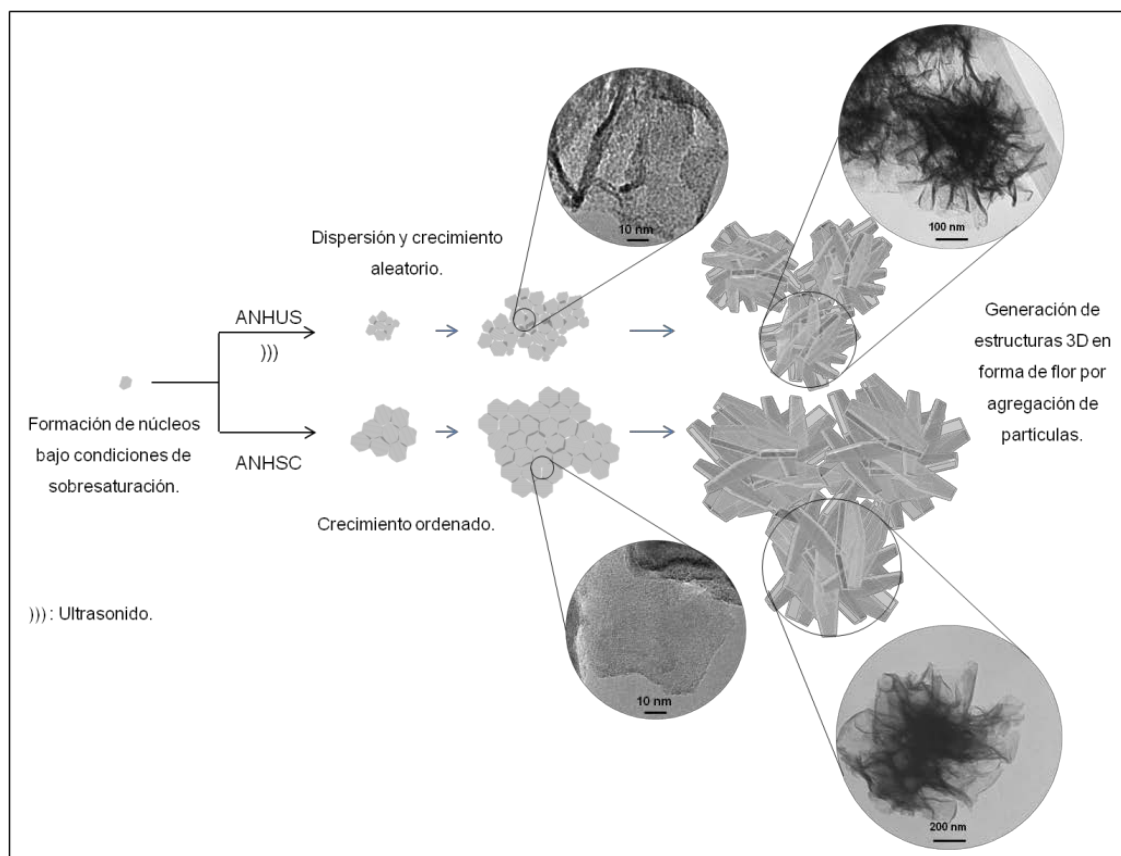 10 nm
100 nm
Dispersión y crecimiento
aleatorio.
ANHUS
)))
Generación de
estructuras 3D en
forma de flor por
agregación de
particulas.
Formación de núcleos
bajo condiciones de
sobresaturación.
ANHSC
Crecimiento ordenado.
))) : Ultrasonido.
10 nm
200 nm